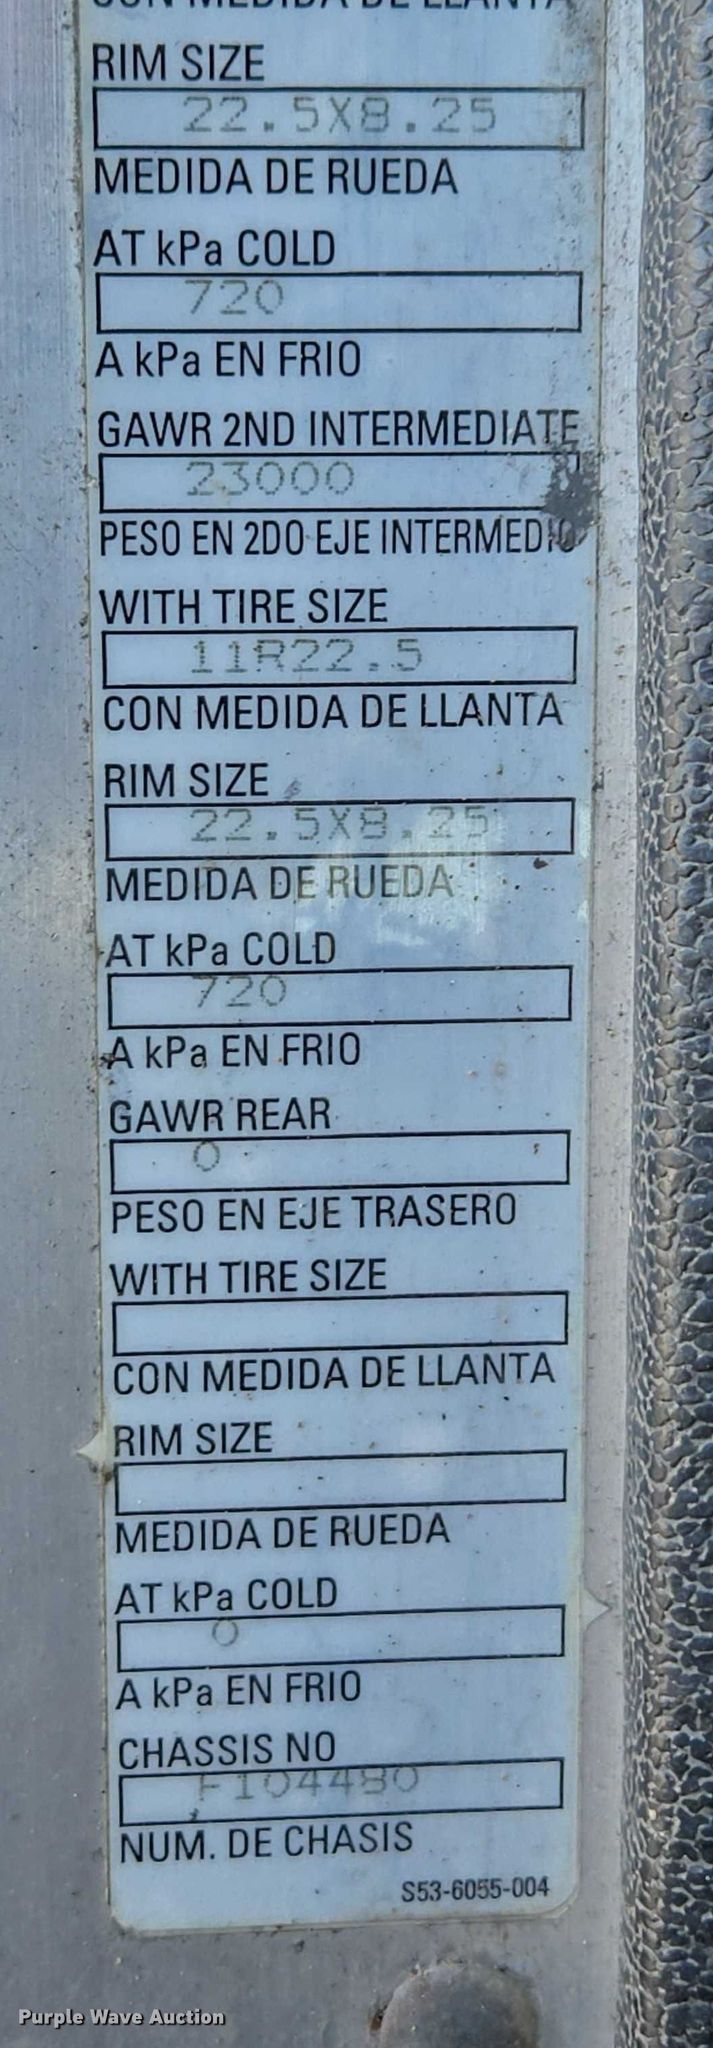 CON MEDIDA DE LLANTA
RIM SIZE
22.5X8.25
MEDIDA DE RUEDA
AT kPa COLD
720
A kPa EN FRIO
GAWR 2ND INTERMEDIATE
23000
PESO EN 2DO EJE INTERMEDIO
WITH TIRE SIZE
11R22.5
CON MEDIDA DE LLANTA
RIM SIZE
22.5X8.25
MEDIDA DE RUEDA
AT kPa COLD
720
A kPa EN FRIO
GAWR REAR
0
PESO EN EJE TRASERO
WITH TIRE SIZE
CON MEDIDA DE LLANTA
RIM SIZE
MEDIDA DE RUEDA
AT kPa COLD
0
A kPa EN FRIO
CHASSIS NO
F104480
NUM. DE CHASIS
S53-6055-004
Purple Wave Auction